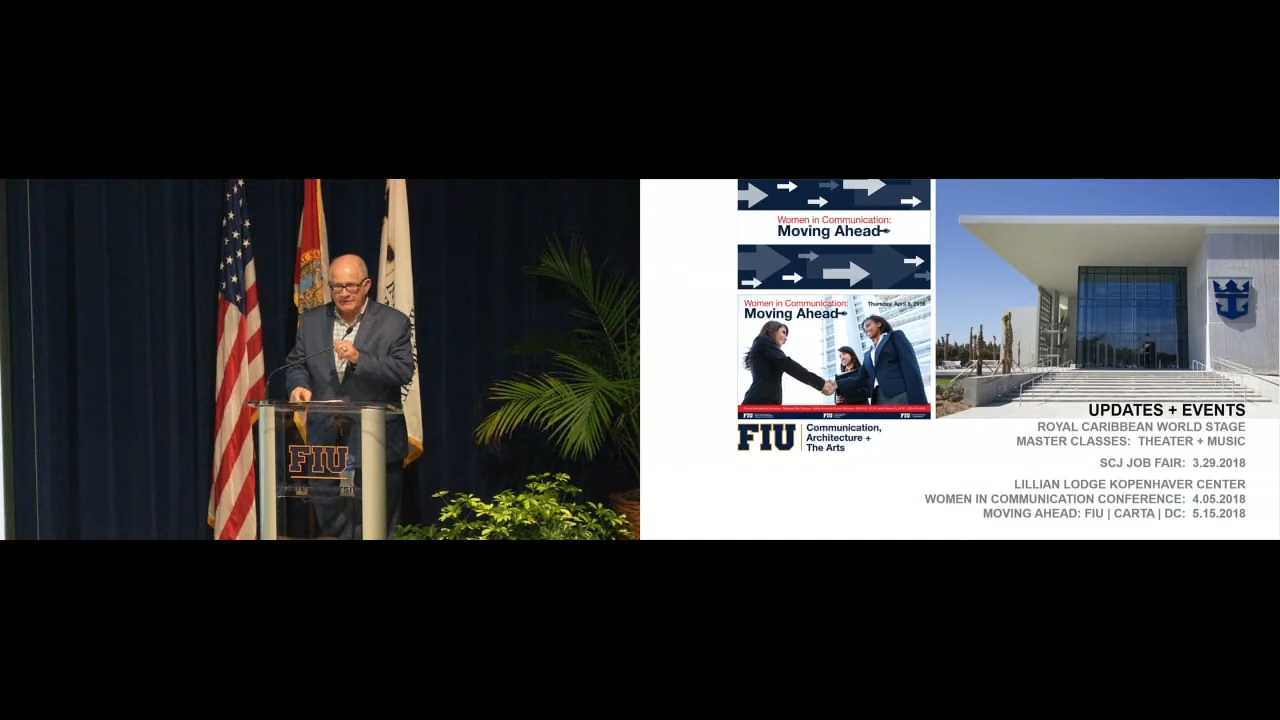 FIU
Women in Communication:
Moving Ahead
Women in Communication:
Moving Ahead
Thursday, April 5, 2018
FIU
Communication,
Architecture +
The Arts
UPDATES + EVENTS
ROYAL CARIBBEAN WORLD STAGE
MASTER CLASSES: THEATER + MUSIC
SCJ JOB FAIR: 3.29.2018
LILLIAN LODGE KOPENHAVER CENTER
WOMEN IN COMMUNICATION CONFERENCE: 4.05.2018
MOVING AHEAD: FIU | CARTA | DC: 5.15.2018